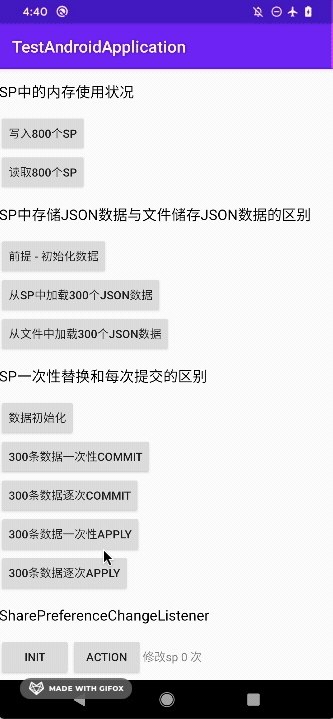 4:40
TestAndroidApplication
SP中的内存使用状况
写入800个SP
读取800个SP
SP中存储JSON数据与文件储存JSON数据的区别
前提 - 初始化数据
从SP中加载300个JSON数据
从文件中加载300个JSON数据
SP一次性替换和每次提交的区别
数据初始化
300条数据一次性COMMIT
300条数据逐次COMMIT
300条数据一次性APPLY
300条数据逐次APPLY
SharePreferenceChangeListener
INIT ACTION 修改sp 0 次
MADE WITH GIFOX